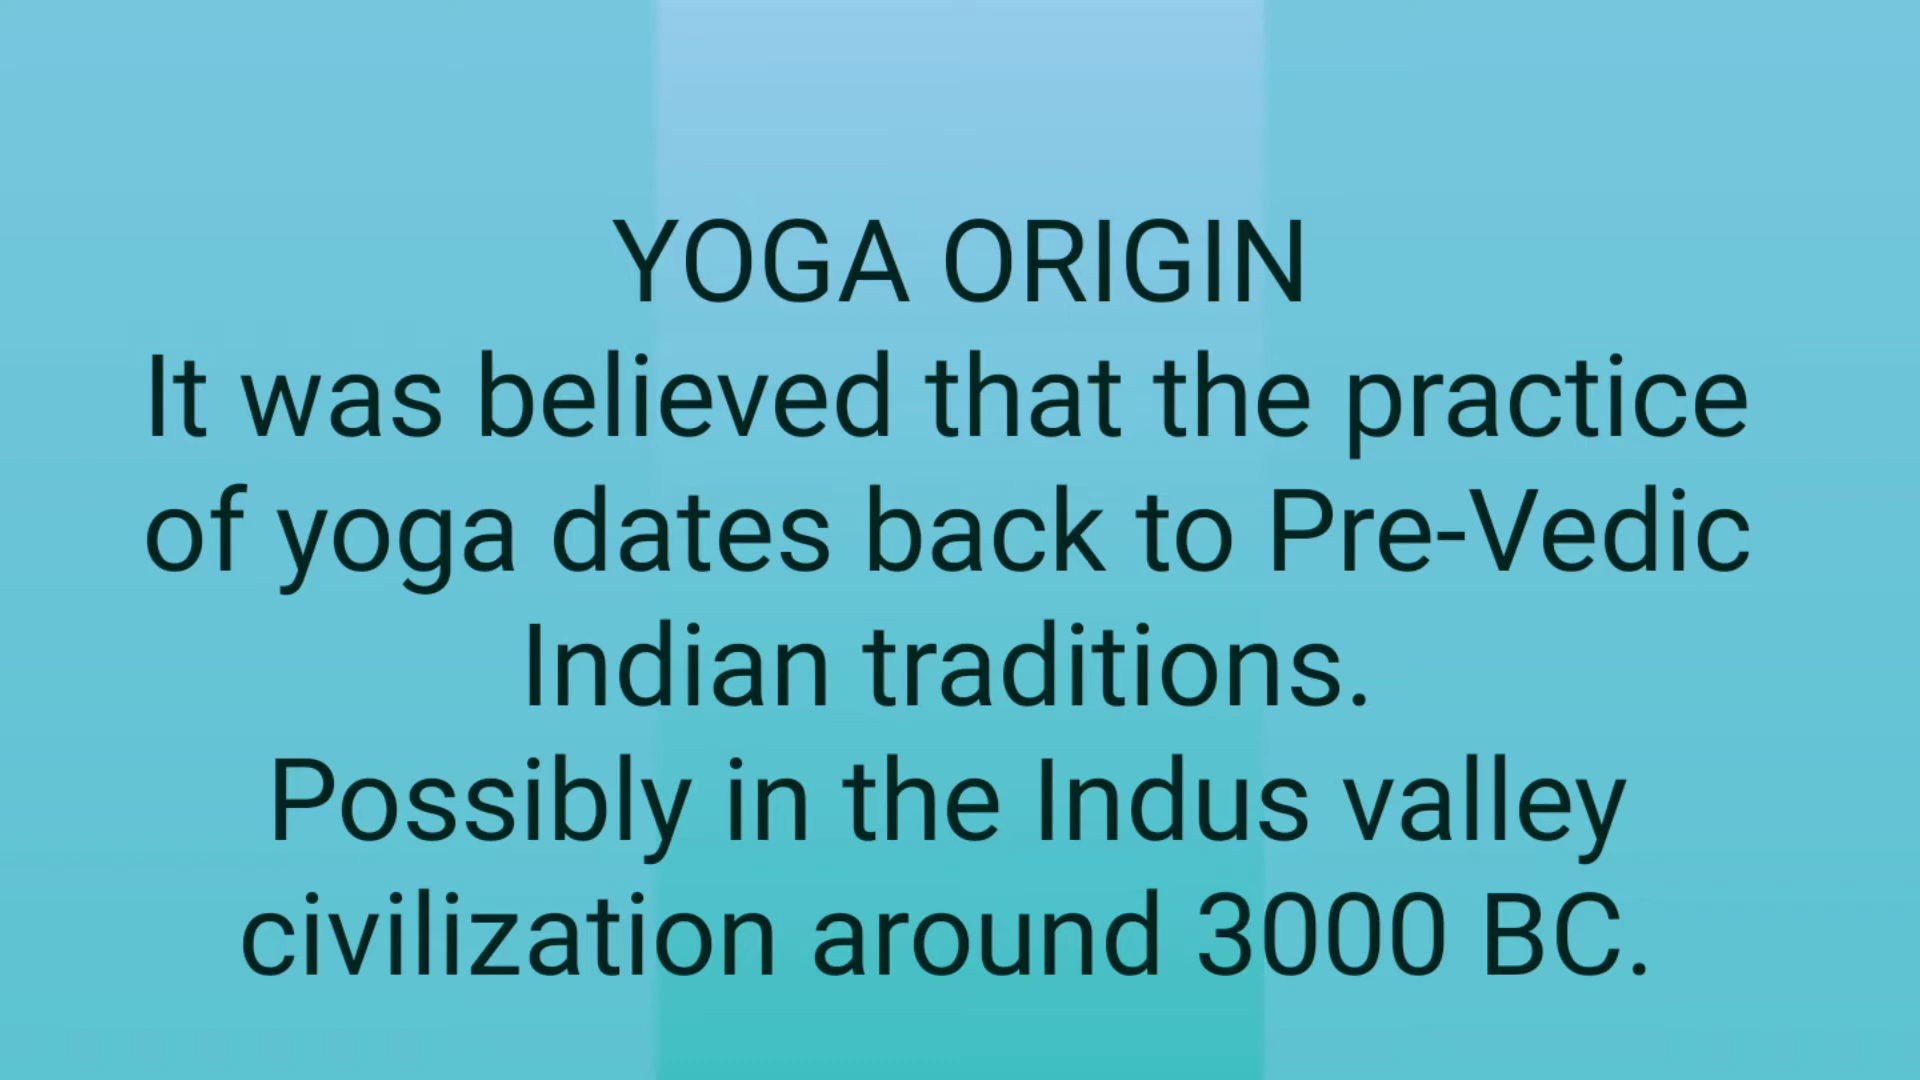 YOGA ORIGIN
It was believed that the practice
of yoga dates back to Pre-Vedic
Indian traditions.
Possibly in the Indus valley
civilization around 3000 BC.